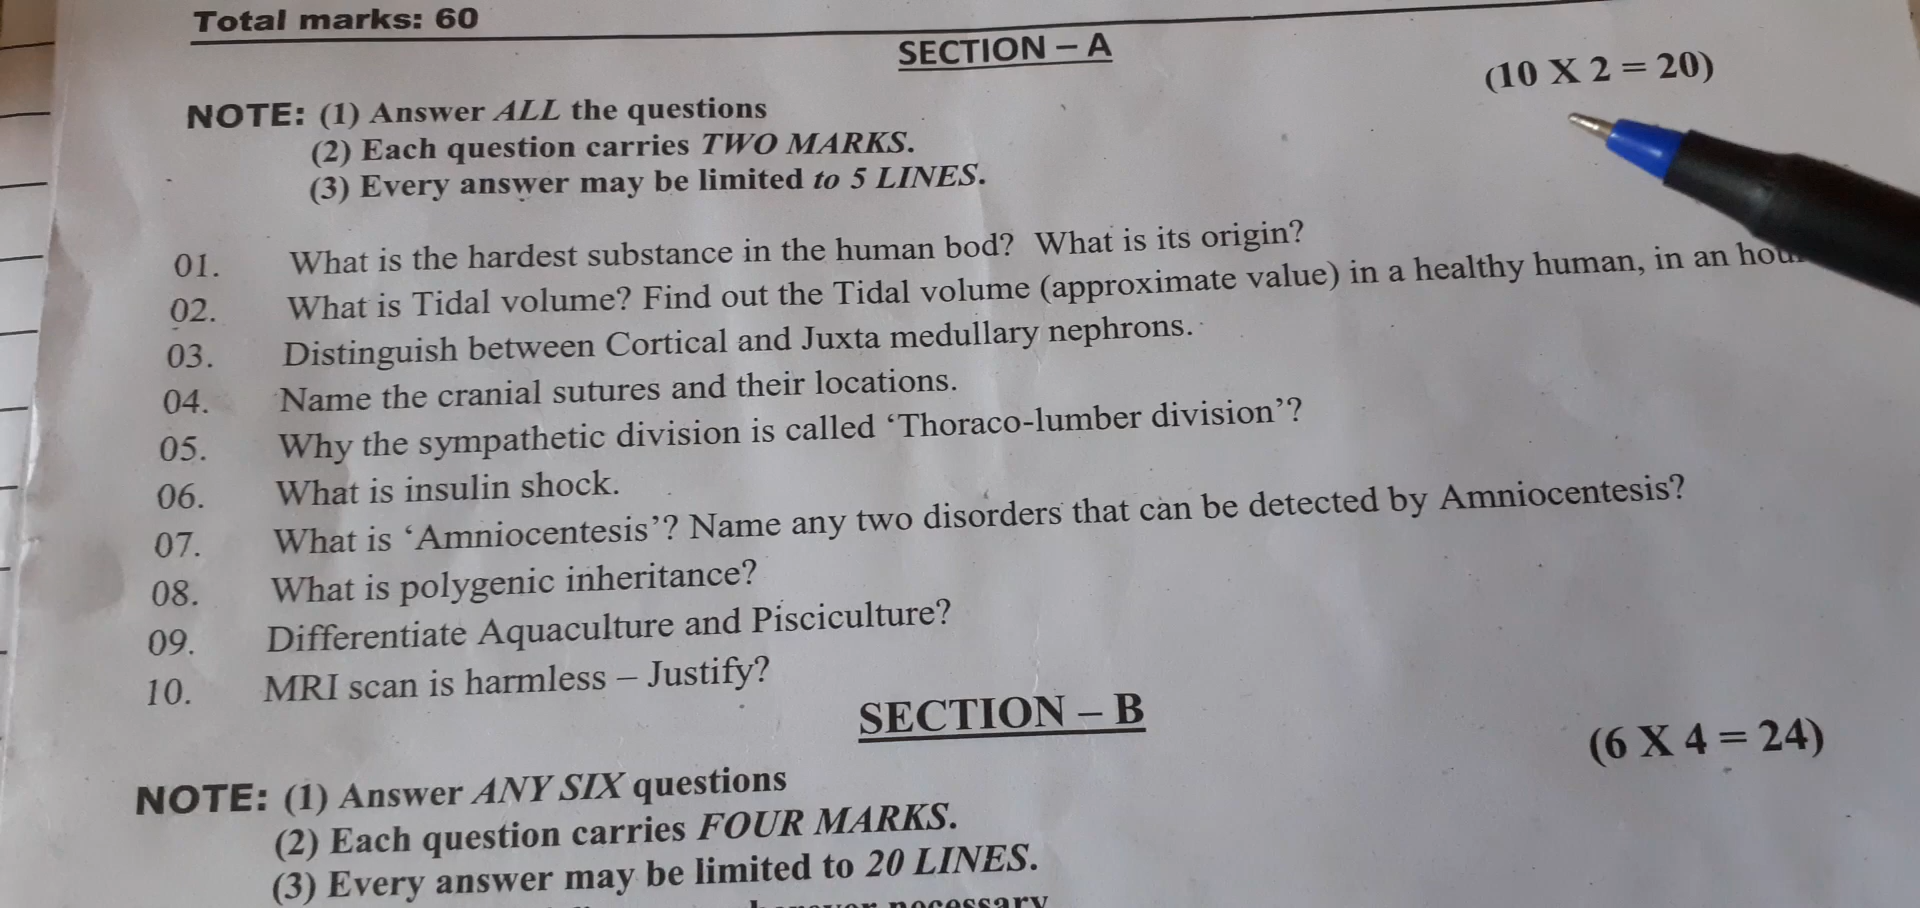 Total marks: 60
SECTION – A
(10 X 2 = 20)
NOTE: (1) Answer ALL the questions
(2) Each question carries TWO MARKS.
(3) Every answer may be limited to 5 LINES.
01. What is the hardest substance in the human bod? What is its origin?
02. What is Tidal volume? Find out the Tidal volume (approximate value) in a healthy human, in an
03. Distinguish between Cortical and Juxta medullary nephrons.
04. Name the cranial sutures and their locations.
05. Why the sympathetic division is called ‘Thoraco-lumber division’?
06. What is insulin shock.
07. What is ‘Amniocentesis’? Name any two disorders that can be detected by Amniocentesis?
08. What is polygenic inheritance?
09. Differentiate Aquaculture and Pisciculture?
10. MRI scan is harmless – Justify?
SECTION – B
(6 X 4 = 24)
NOTE: (1) Answer ANY SIX questions
(2) Each question carries FOUR MARKS.
(3) Every answer may be limited to 20 LINES.
necessary